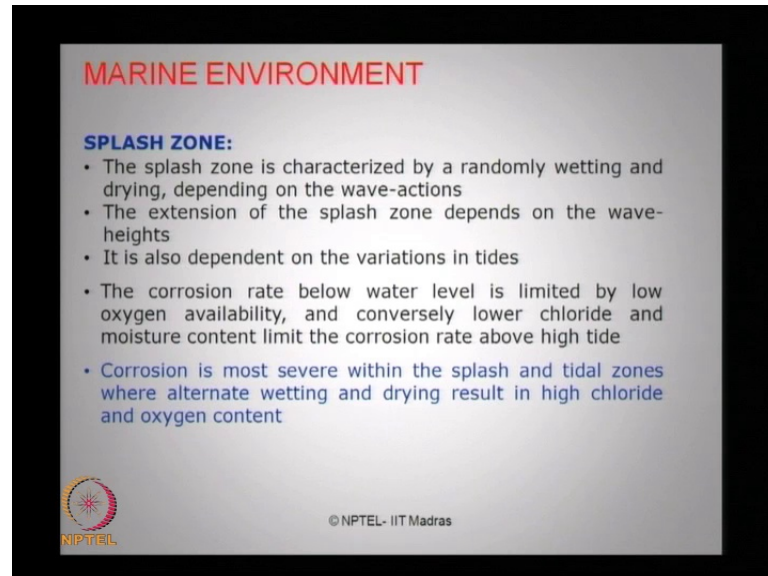 MARINE ENVIRONMENT
SPLASH ZONE:
• The splash zone is characterized by a randomly wetting and
drying, depending on the wave-actions
• The extension of the splash zone depends on the wave-
heights
• It is also dependent on the variations in tides
• The corrosion rate below water level is limited by low
oxygen availability, and conversely lower chloride and
moisture content limit the corrosion rate above high tide
• Corrosion is most severe within the splash and tidal zones
where alternate wetting and drying result in high chloride
and oxygen content
NPTEL
© NPTEL- IIT Madras